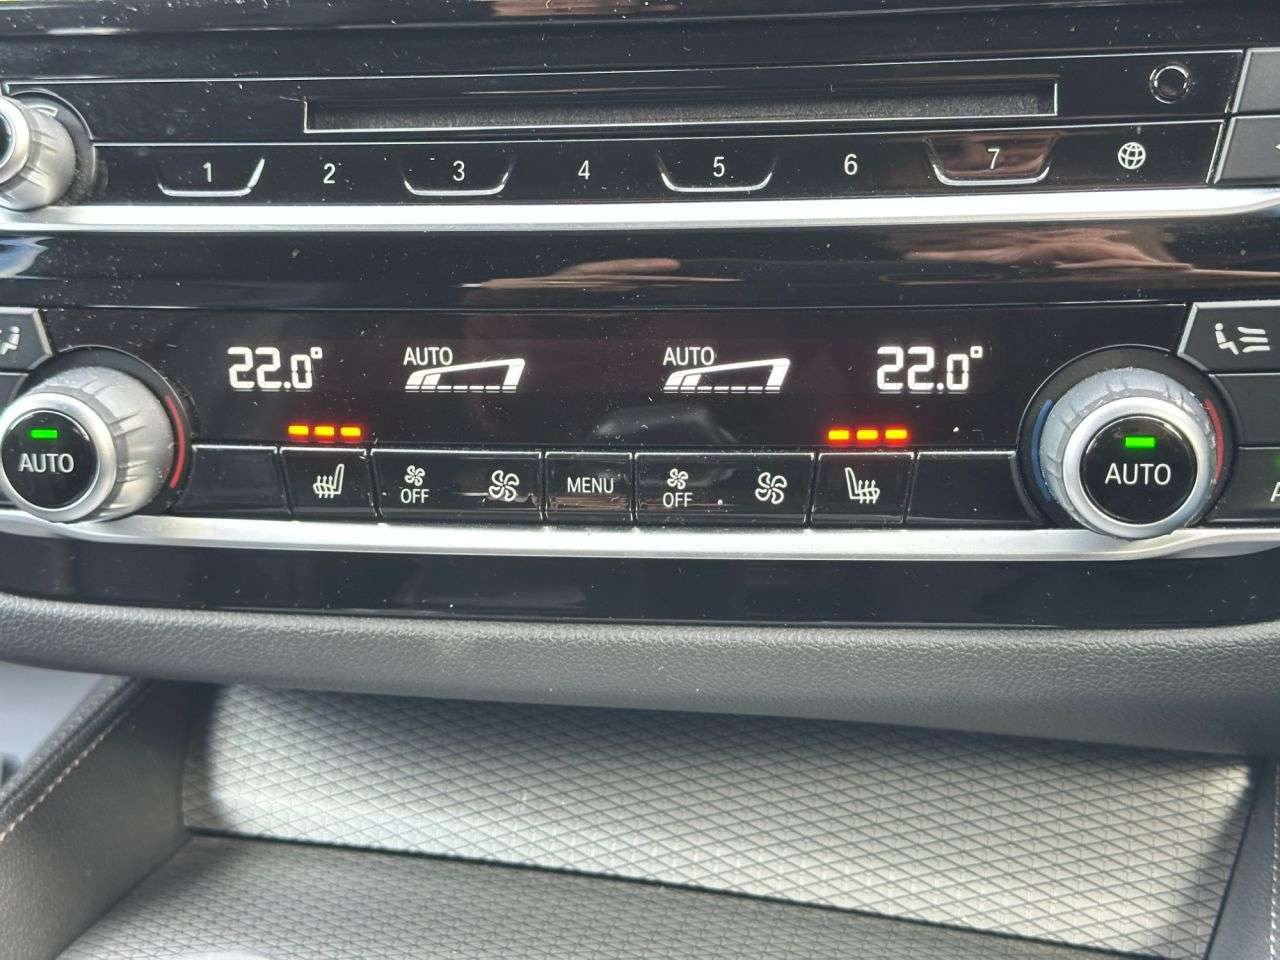 1 2 3 4 5 6 7
22.0° AUTO AUTO 22.0°
AUTO OFF MENU OFF AUTO